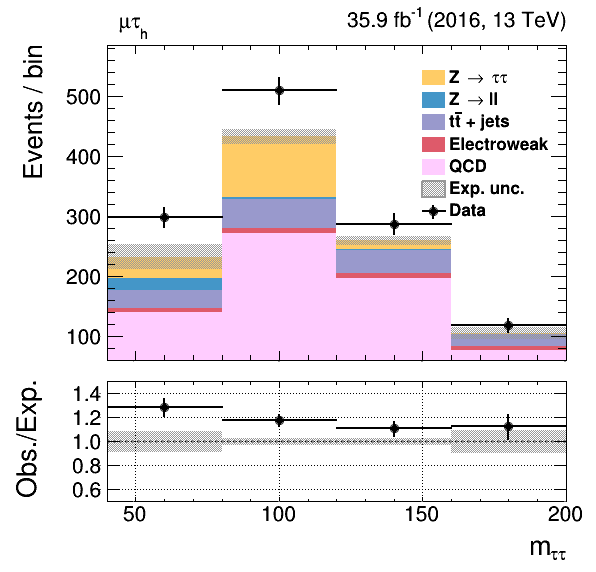 μτh 35.9 fb-1 (2016, 13 TeV)
Events / bin
500
400
300
200
100
Z → ττ
Z → ll
tt̄ + jets
Electroweak
QCD
Exp. unc.
Data
Obs./Exp.
1.4
1.2
1.0
0.8
0.6
50 100 150 200
mττ